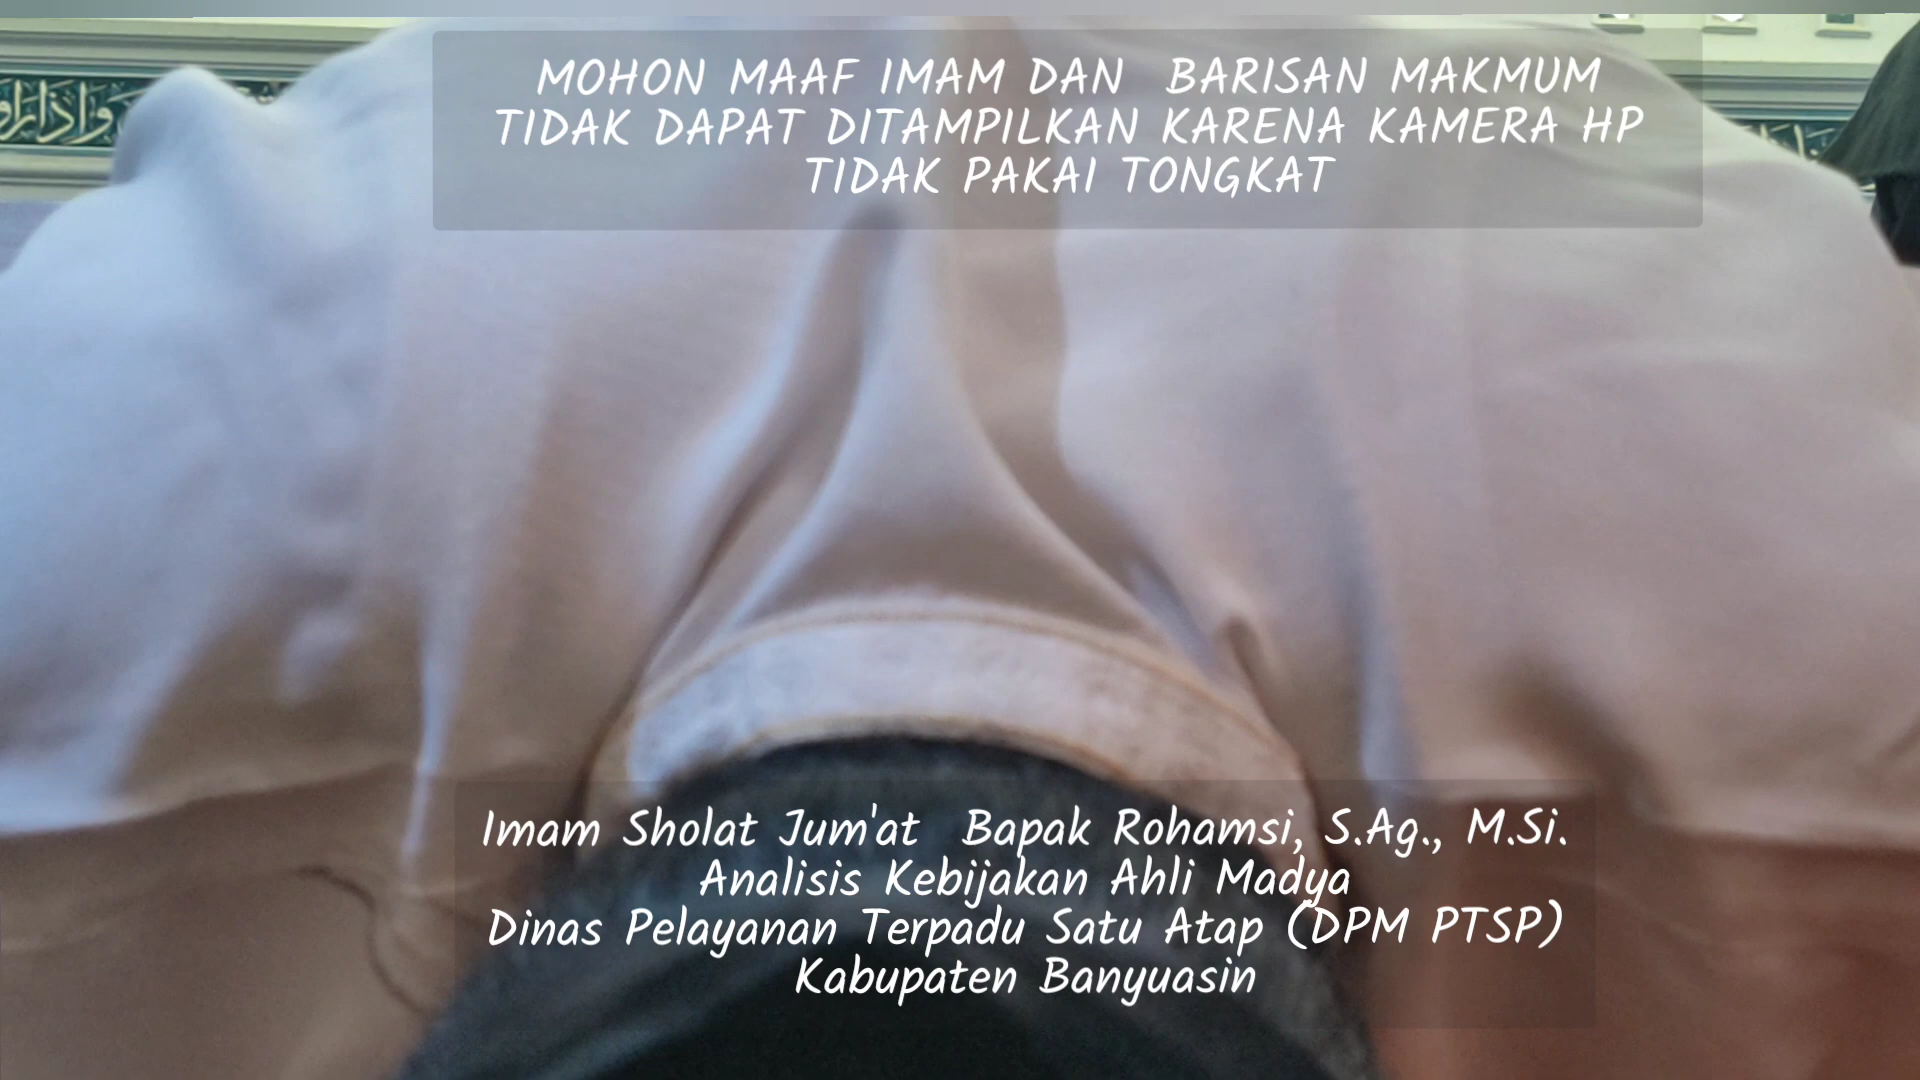 MOHON MAAF IMAM DAN BARISAN MAKMUM
TIDAK DAPAT DITAMPILKAN KARENA KAMERA HP
TIDAK PAKAI TONGKAT
Imam Sholat Jum'at Bapak Rohamsi, S.Ag., M.Si.
Analisis Kebijakan Ahli Madya
Dinas Pelayanan Terpadu Satu Atap (DPM PTSP)
Kabupaten Banyuasin